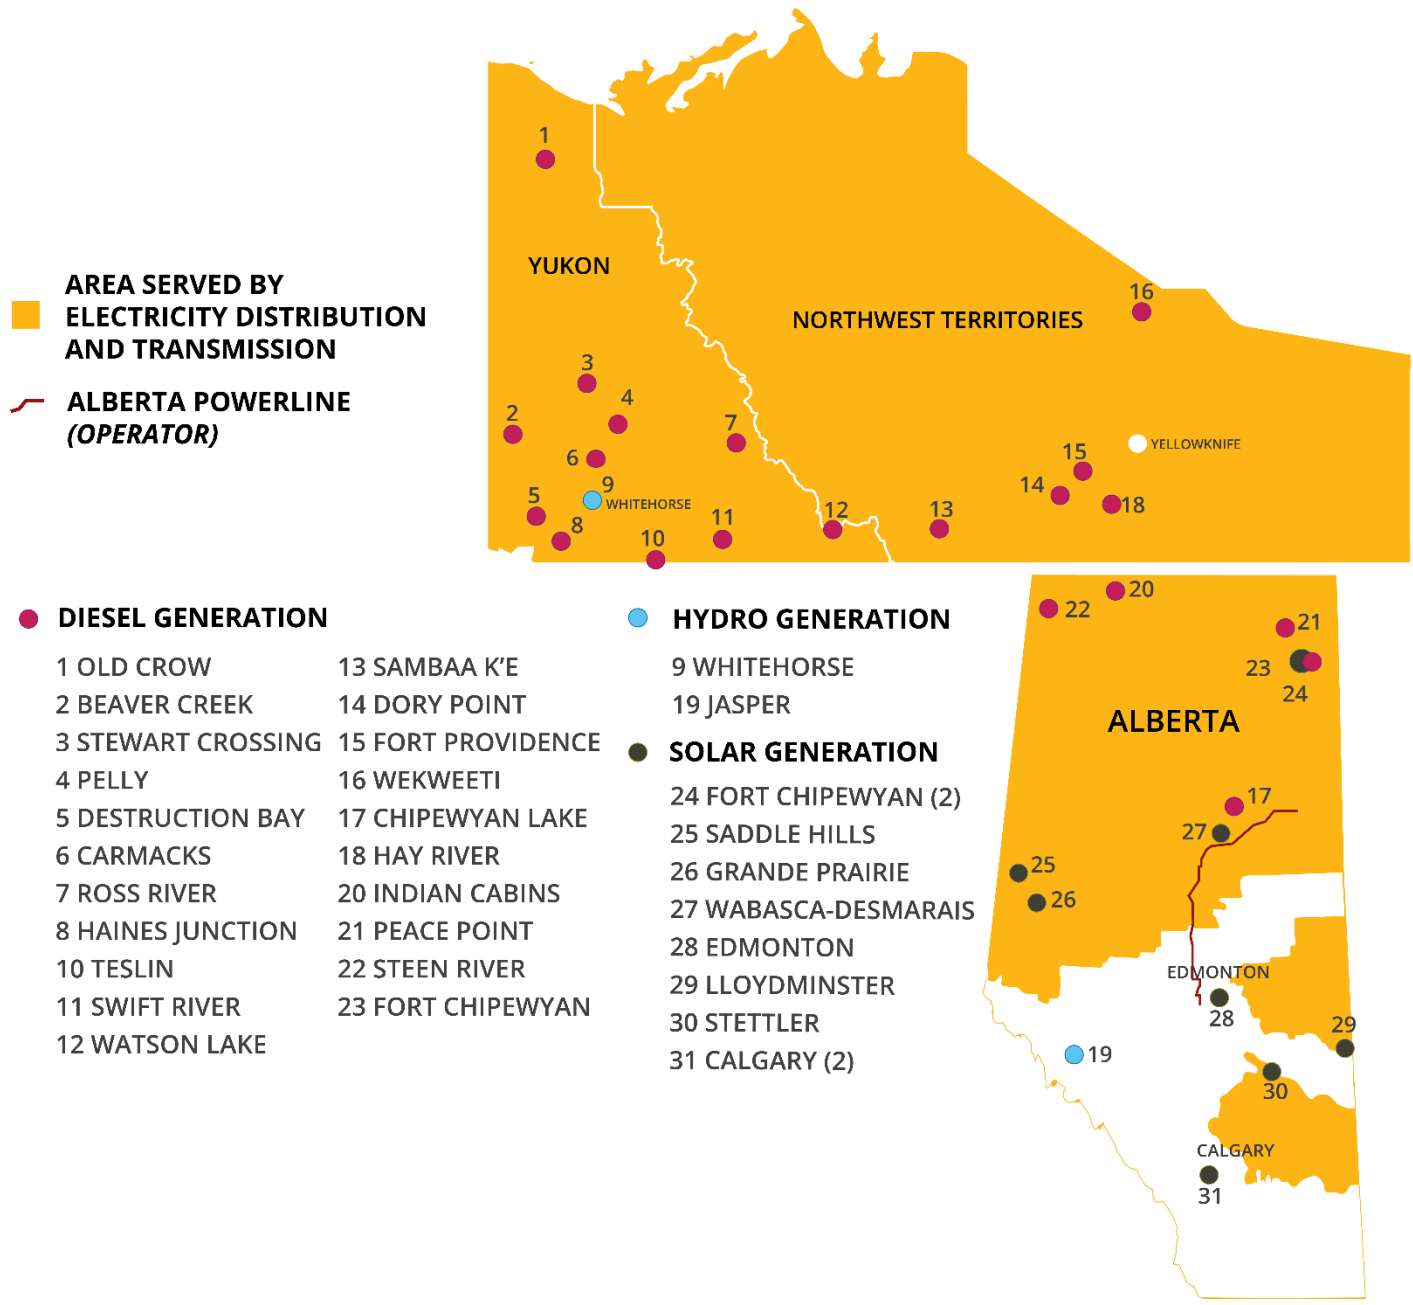 1
YUKON
16
NORTHWEST TERRITORIES
AREA SERVED BY
ELECTRICITY DISTRIBUTION
AND TRANSMISSION
ALBERTA POWERLINE
(OPERATOR)
3
4
2
7
6
YELLOWKNIFE
15
14
9
WHITEHORSE
18
5
8
11
12
13
10
DIESEL GENERATION
1 OLD CROW
2 BEAVER CREEK
3 STEWART CROSSING
4 PELLY
5 DESTRUCTION BAY
6 CARMACKS
7 ROSS RIVER
8 HAINES JUNCTION
10 TESLIN
11 SWIFT RIVER
12 WATSON LAKE
13 SAMBAA K'E
14 DORY POINT
15 FORT PROVIDENCE
16 WEKWEETI
17 CHIPEWYAN LAKE
18 HAY RIVER
20 INDIAN CABINS
21 PEACE POINT
22 STEEN RIVER
23 FORT CHIPEWYAN
HYDRO GENERATION
9 WHITEHORSE
19 JASPER
SOLAR GENERATION
24 FORT CHIPEWYAN (2)
25 SADDLE HILLS
26 GRANDE PRAIRIE
27 WABASCA-DESMARAIS
28 EDMONTON
29 LLOYDMINSTER
30 STETTLER
31 CALGARY (2)
20
22
21
23
24
ALBERTA
17
27
25
26
EDMONTON
28
29
19
30
CALGARY
31